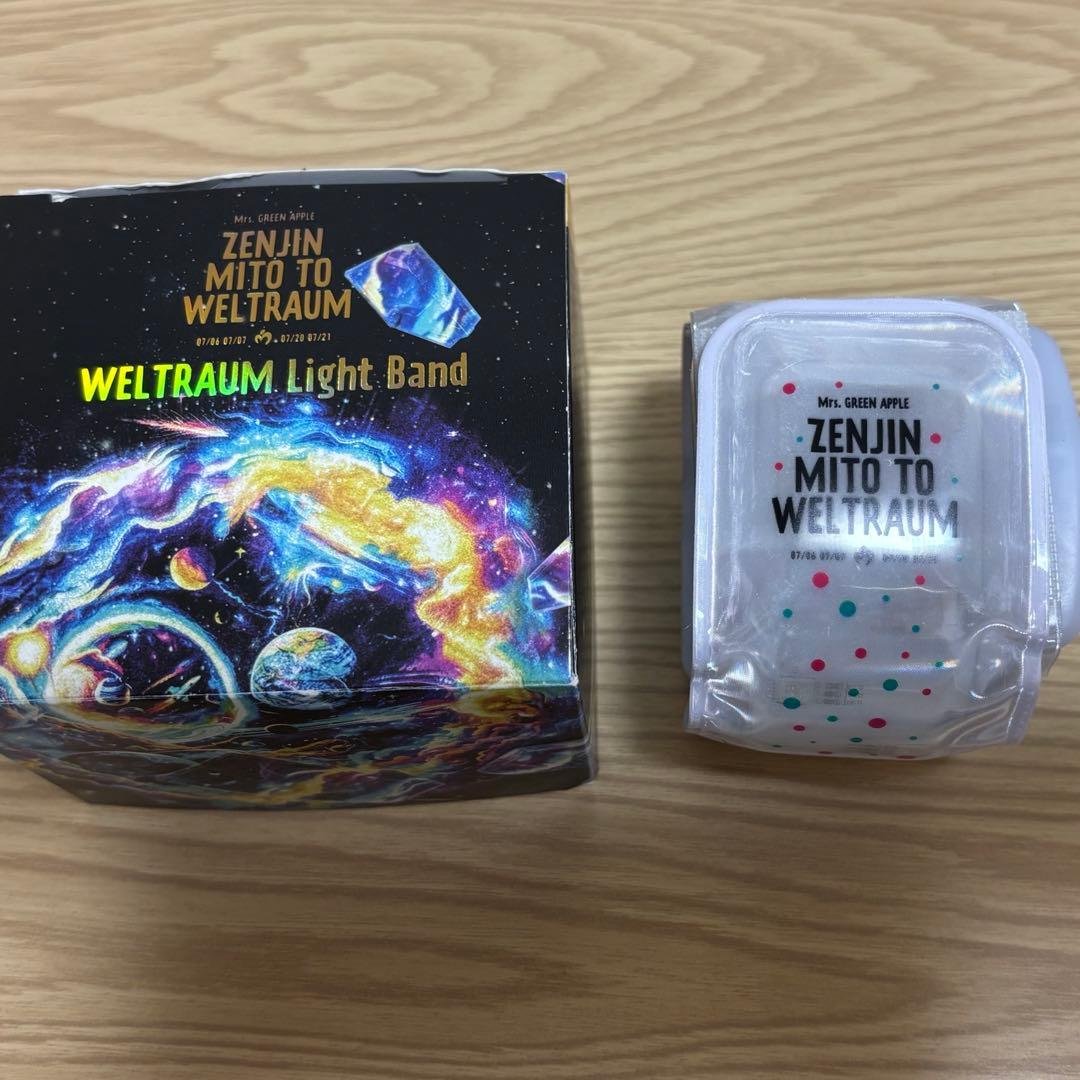 Mrs. GREEN APPLE
ZENJIN
MITO TO
WELTRAUM
07/06 07/07 07/20 07/21
WELTRAUM Light Band
Mrs. GREEN APPLE
ZENJIN
MITO TO
WELTRAUM
07/06 07/07